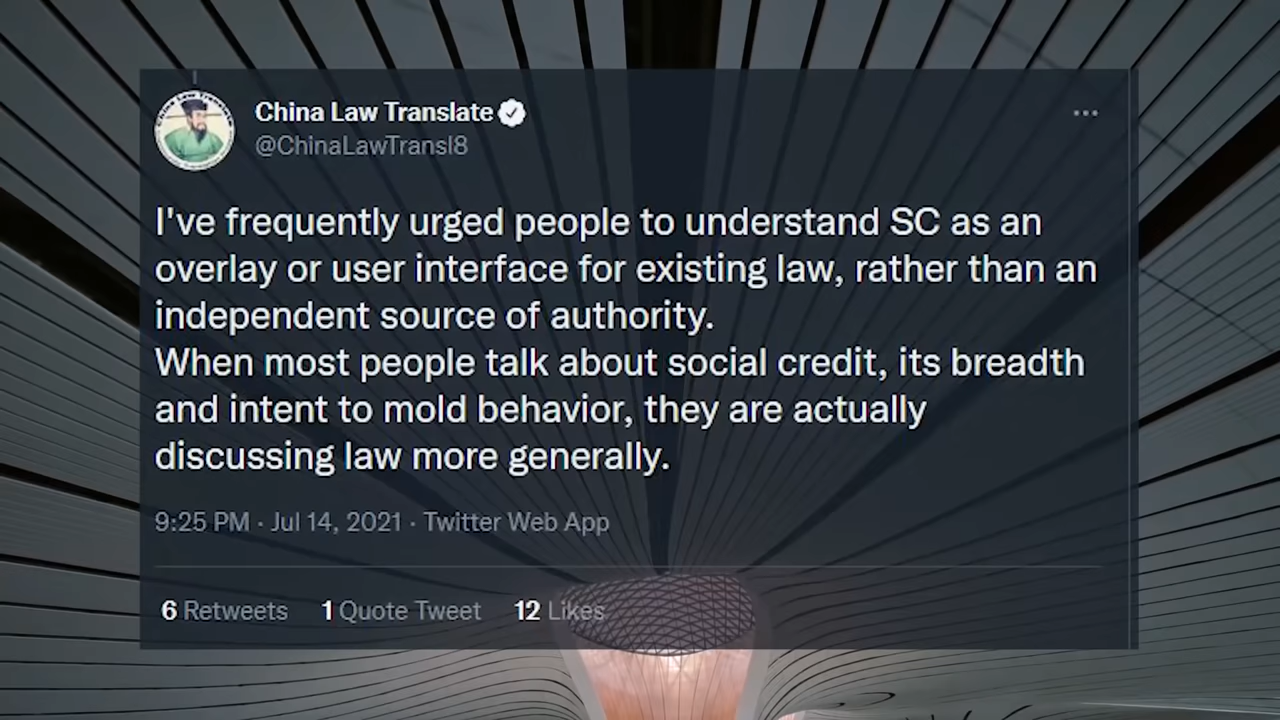 China Law Translate
@ChinaLawTransl8
I've frequently urged people to understand SC as an
overlay or user interface for existing law, rather than an
independent source of authority.
When most people talk about social credit, its breadth
and intent to mold behavior, they are actually
discussing law more generally.
9:25 PM · Jul 14, 2021 · Twitter Web App
6 Retweets 1 Quote Tweet 12 Likes